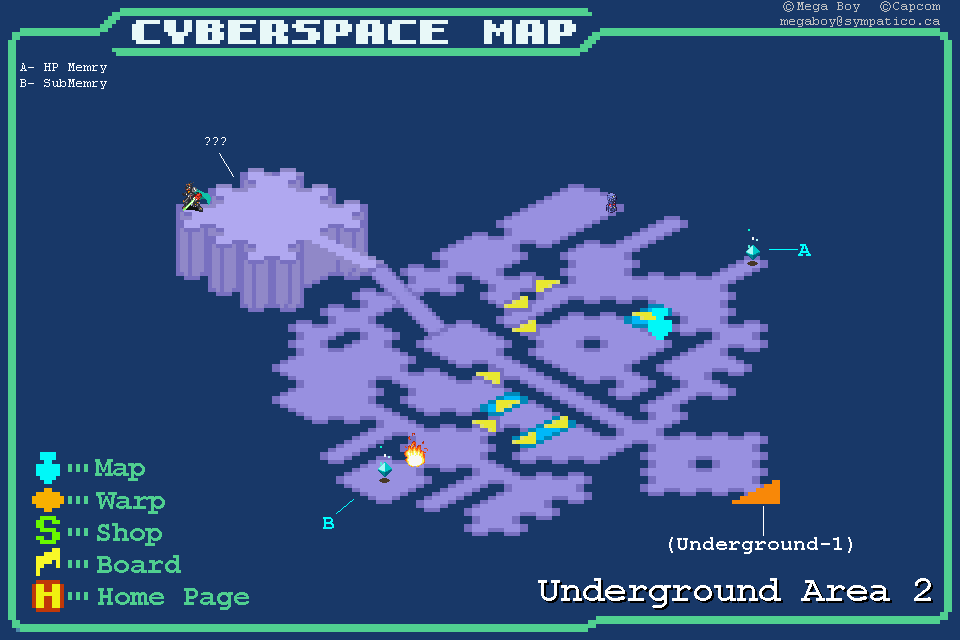 ©Mega Boy ©Capcom
megaboy@sympatico.ca
CYBERSPACE MAP
A- HP Memry
B- SubMemry
???
A
B
Map
Warp
S Shop
Board
H Home Page
(Underground-1)
Underground Area 2